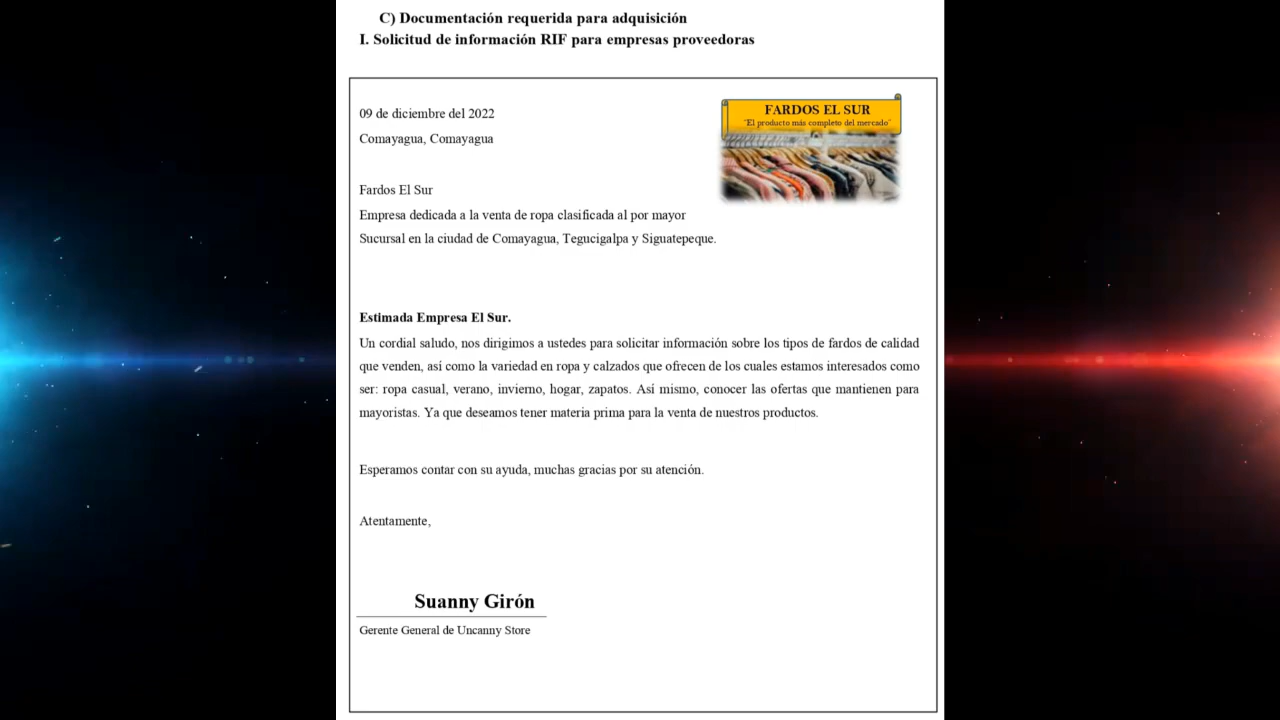 C) Documentación requerida para adquisición
I. Solicitud de información RIF para empresas proveedoras
09 de diciembre del 2022
Comayagua, Comayagua
FARDOS EL SUR
"El producto más completo del mercado"
Fardos El Sur
Empresa dedicada a la venta de ropa clasificada al por mayor
Sucursal en la ciudad de Comayagua, Tegucigalpa y Siguatepeque.
Estimada Empresa El Sur.
Un cordial saludo, nos dirigimos a ustedes para solicitar información sobre los tipos de fardos de calidad
que venden, así como la variedad en ropa y calzados que ofrecen de los cuales estamos interesados como
ser: ropa casual, verano, invierno, hogar, zapatos. Así mismo, conocer las ofertas que mantienen para
mayoristas. Ya que deseamos tener materia prima para la venta de nuestros productos.
Esperamos contar con su ayuda, muchas gracias por su atención.
Atentamente,
Suanny Girón
Gerente General de Uncanny Store